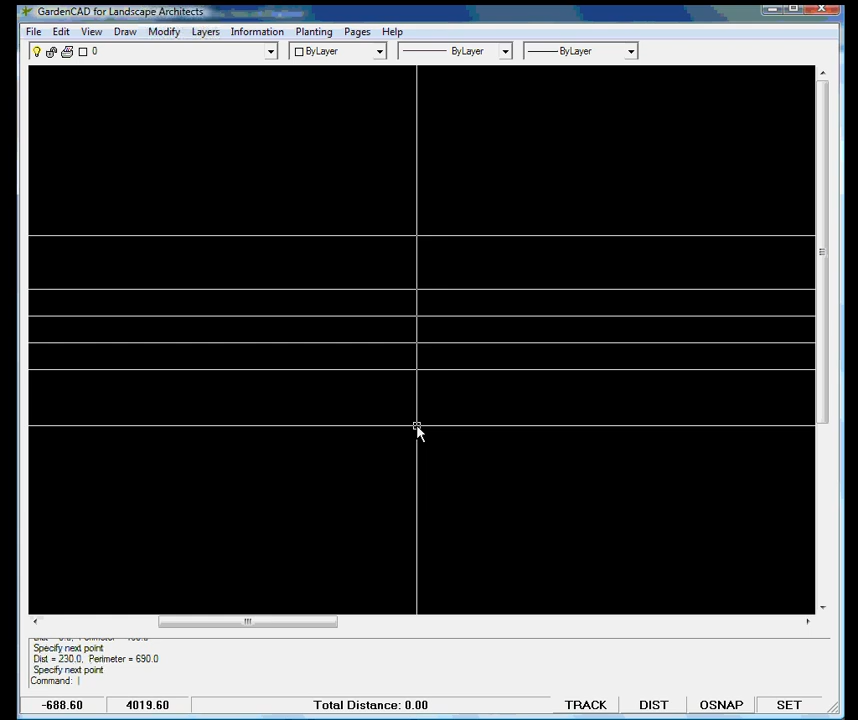 GardenCAD for Landscape Architects
File Edit View Draw Modify Layers Information Planting Pages Help
0 ByLayer ByLayer ByLayer
Specify next point
Dist = 230.0, Perimeter = 690.0
Specify next point
Command:
-688.60 4019.60 Total Distance: 0.00 TRACK DIST OSNAP SET